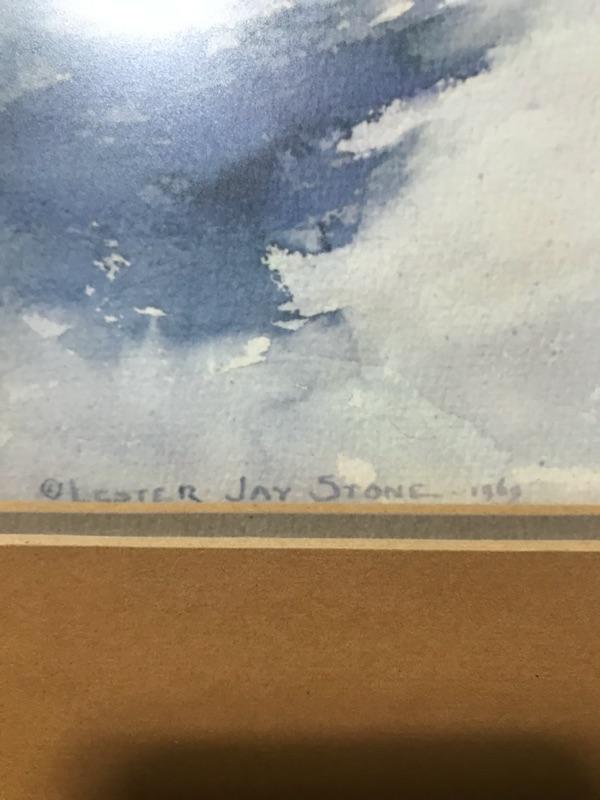 © LESTER JAY STONE - 1969